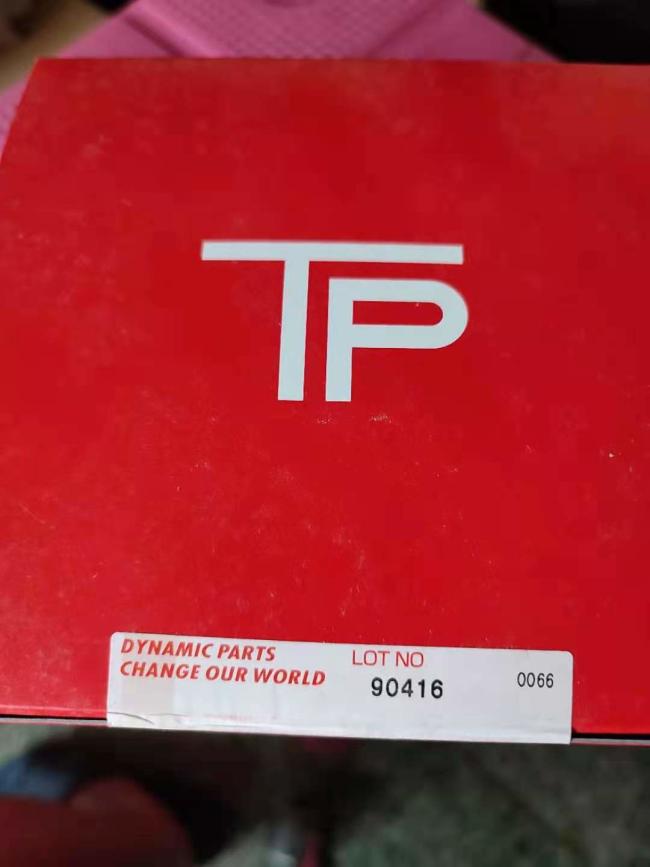 TP
DYNAMIC PARTS
CHANGE OUR WORLD
LOT NO
90416
0066